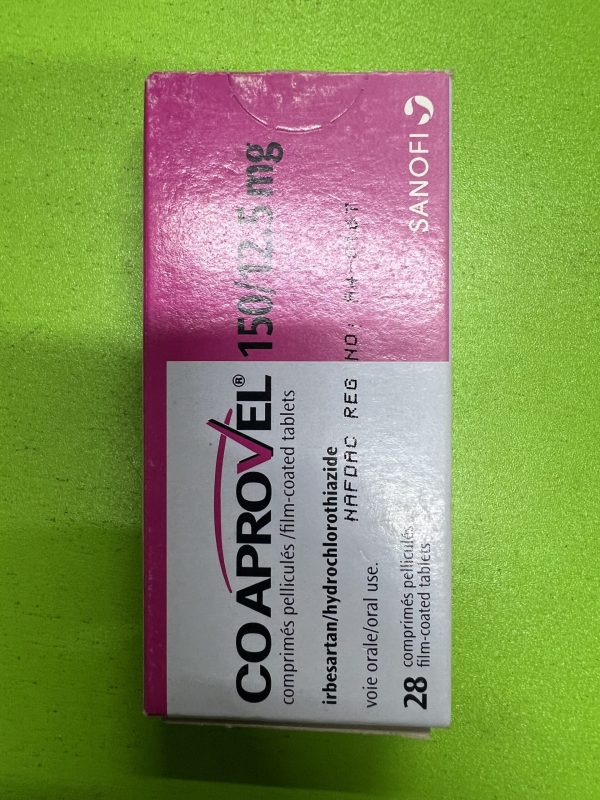 COAPROVEL® 150/12.5 mg
comprimés pelliculés /film-coated tablets
irbesartan/hydrochlorothiazide
NAFDAC REG NO:
voie orale/oral use.
28 comprimés pelliculés
film-coated tablets
SANOFI